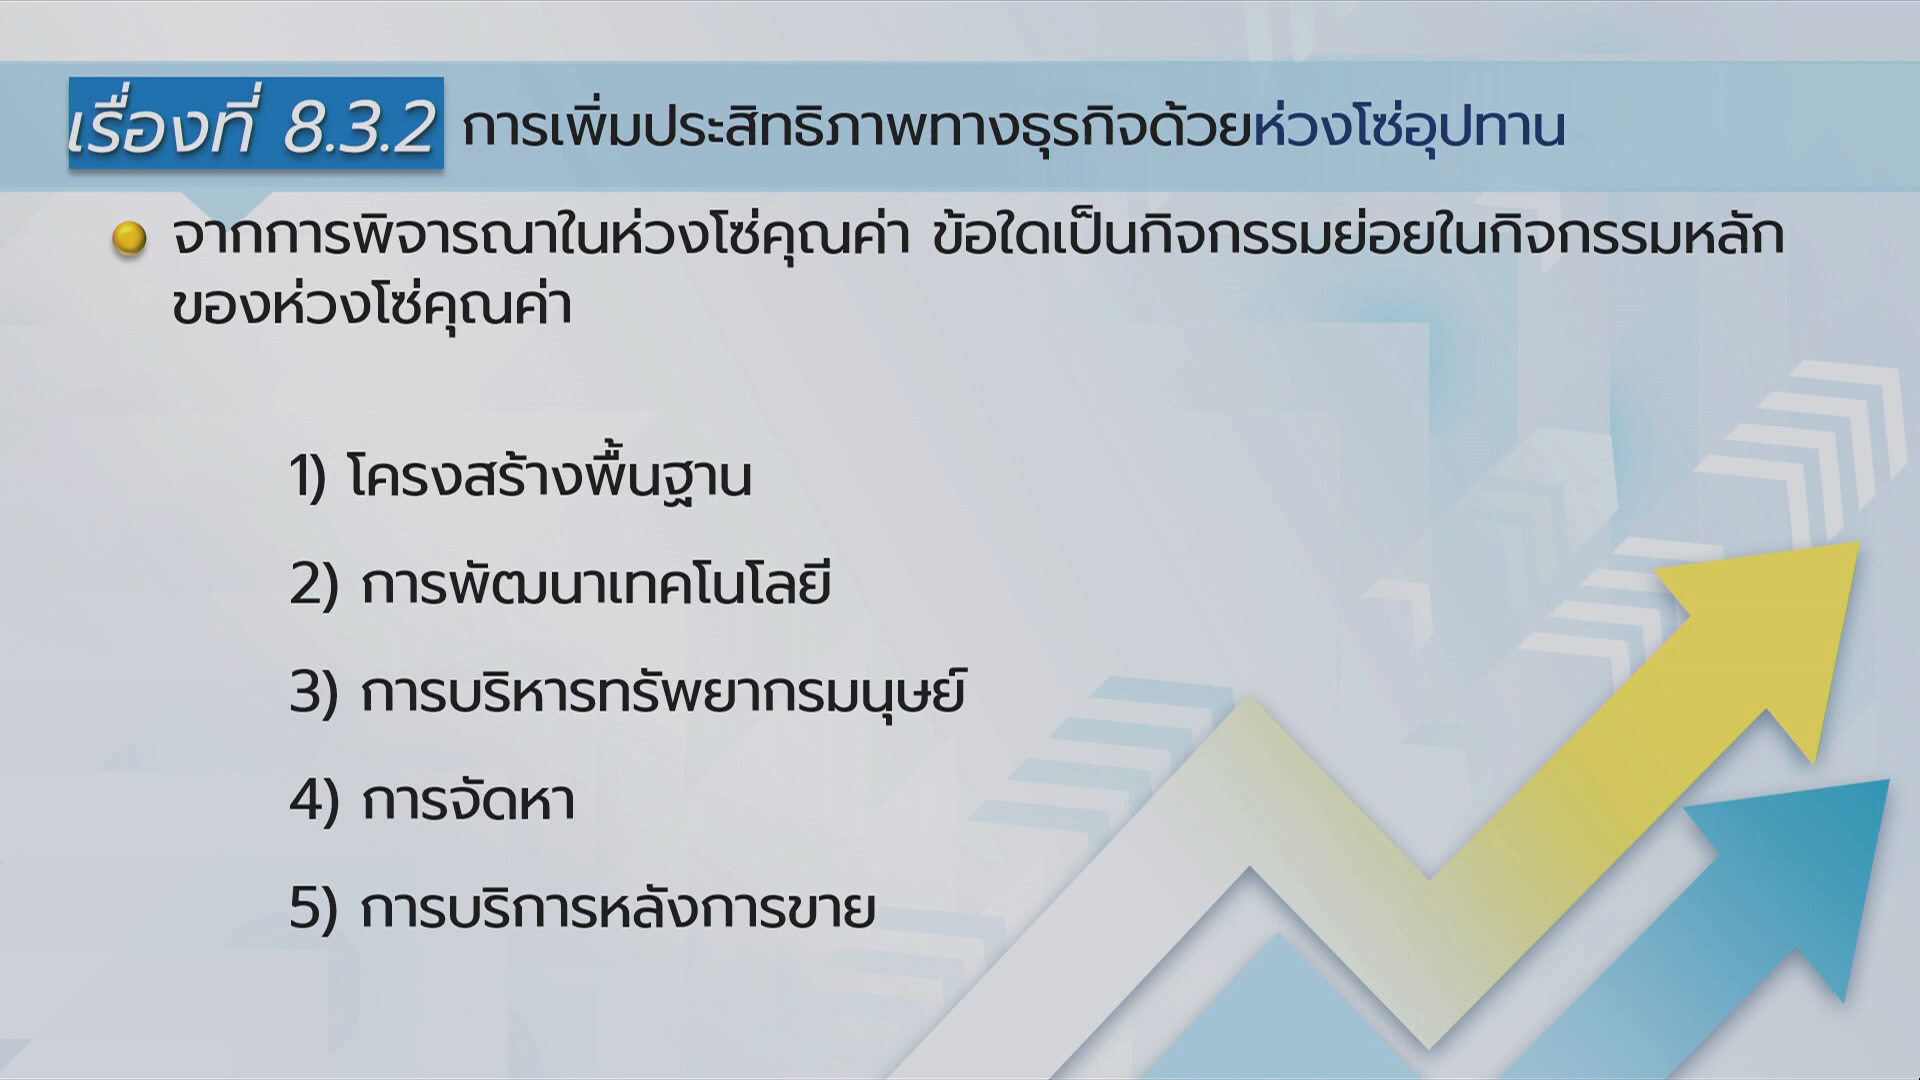 เรื่องที่ 8.3.2 การเพิ่มประสิทธิภาพทางธุรกิจด้วยห่วงโซ่อุปทาน
จากการพิจารณาในห่วงโซ่คุณค่า ข้อใดเป็นกิจกรรมย่อยในกิจกรรมหลัก
ของห่วงโซ่คุณค่า
1) โครงสร้างพื้นฐาน
2) การพัฒนาเทคโนโลยี
3) การบริหารทรัพยากรมนุษย์
4) การจัดหา
5) การบริการหลังการขาย